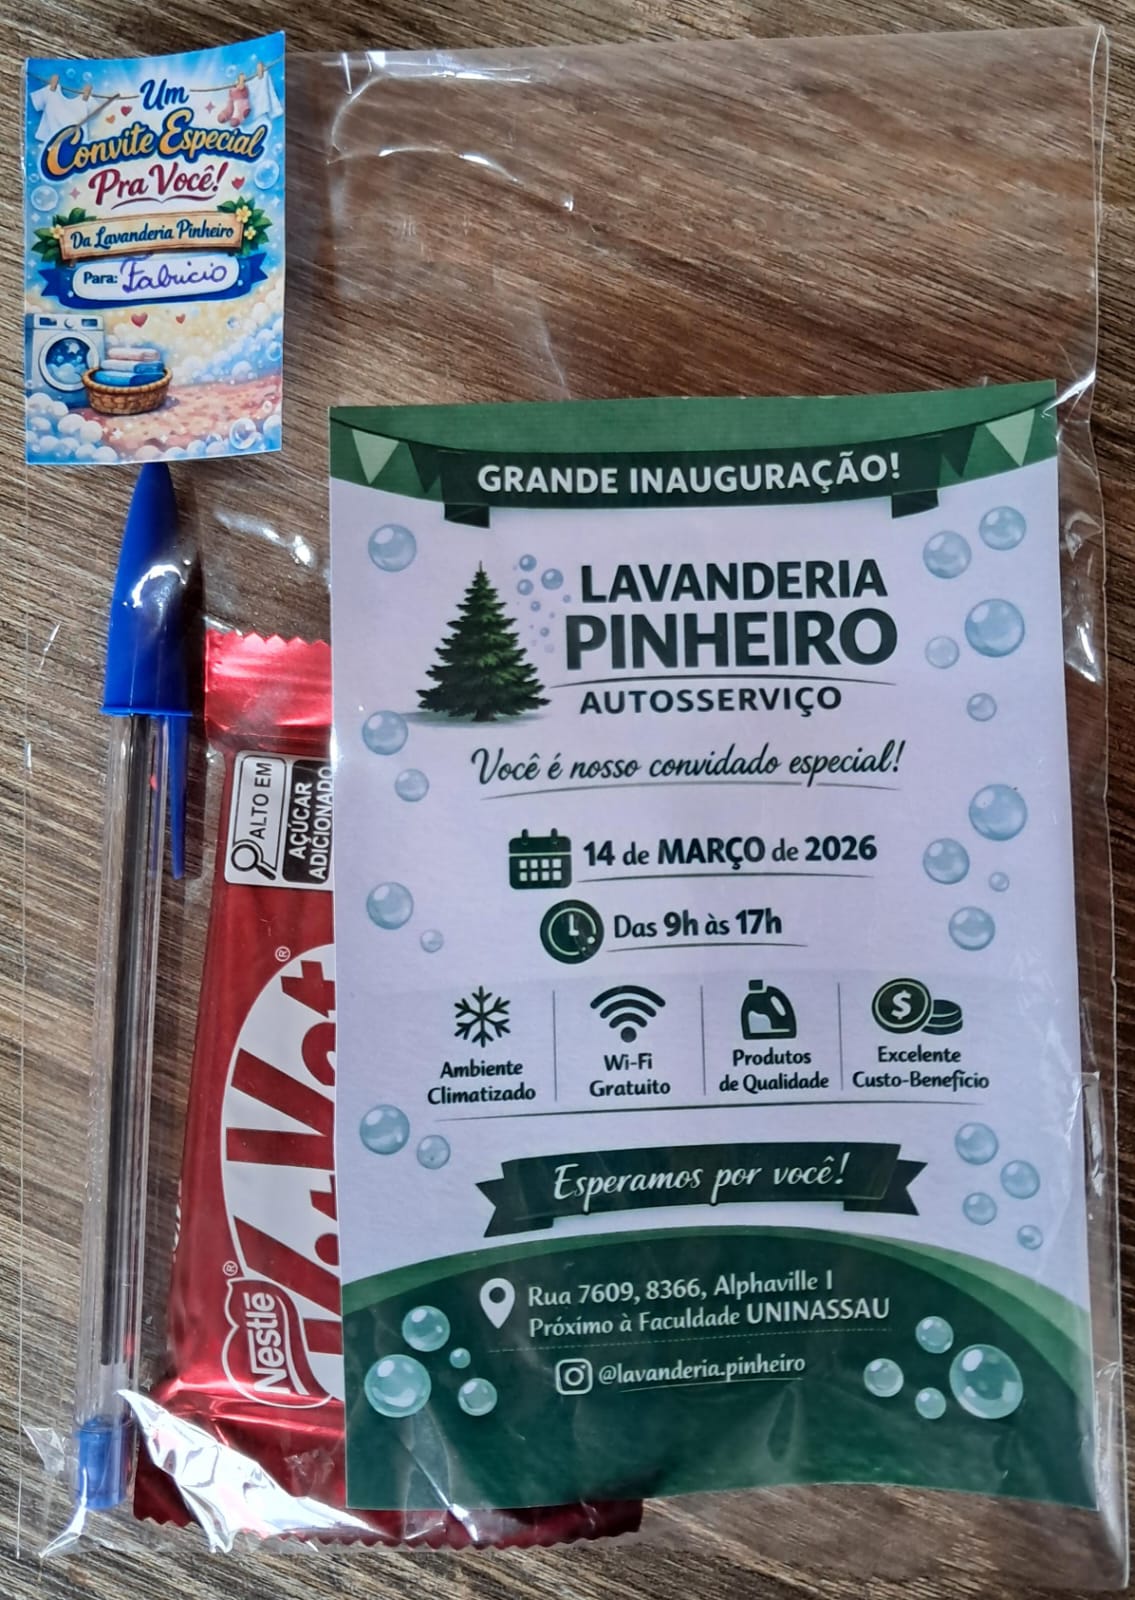 Um
Convite Especial
Pra Você!
Da Lavanderia Pinheiro
Para: Fabricio
GRANDE INAUGURAÇÃO!
LAVANDERIA
PINHEIRO
AUTOSSERVIÇO
Você é nosso convidado especial!
14 de MARÇO de 2026
Das 9h às 17h
Ambiente
Climatizado
Wi-Fi
Gratuito
Produtos
de Qualidade
Excelente
Custo-Benefício
Esperamos por você!
Rua 7609, 8366, Alphaville I
Próximo à Faculdade UNINASSAU
@lavanderia.pinheiro
ALTO EM
AÇÚCAR
ADICIONADO
Nestlé